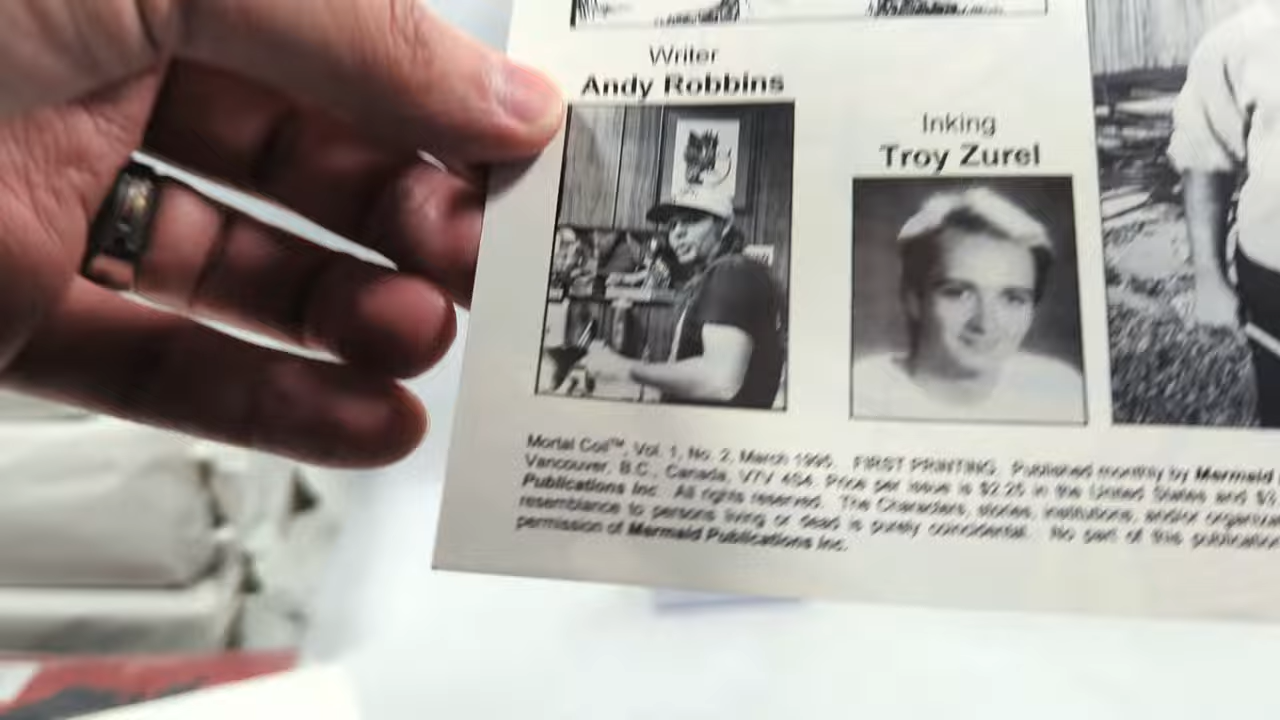 Writer
Andy Robbins
Inking
Troy Zurel
Mortal Coil™, Vol. 1, No. 2, March 1995. FIRST PRINTING. Published monthly by Mermaid
Vancouver, B.C., Canada, V7V 4S4. Price per issue is $2.25 in the United States and $3.
Publications Inc. All rights reserved. The Characters, stories, institutions, and/or organiza
resemblance to persons living or dead is purely coincidental. No part of this publication
permission of Mermaid Publications Inc.